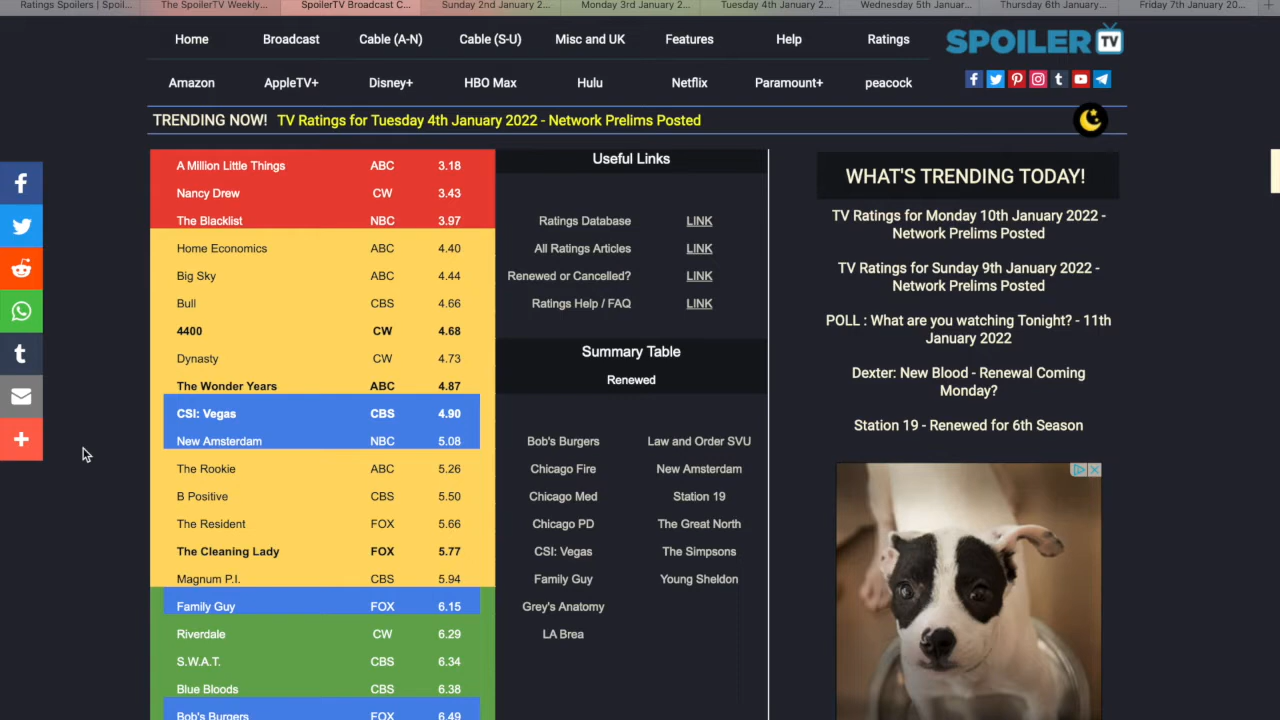 Ratings Spoilers | Spoil...
The SpoilerTV Weekly...
SpoilerTV Broadcast C...
Sunday 2nd January 2...
Monday 3rd January 2...
Tuesday 4th January 2...
Wednesday 5th Januar...
Thursday 6th January...
Friday 7th January 20...
Home Broadcast Cable (A-N) Cable (S-U) Misc and UK Features Help Ratings
SPOILER TV
Amazon AppleTV+ Disney+ HBO Max Hulu Netflix Paramount+ peacock
TRENDING NOW! TV Ratings for Tuesday 4th January 2022 - Network Prelims Posted
A Million Little Things ABC 3.18
Nancy Drew CW 3.43
The Blacklist NBC 3.97
Home Economics ABC 4.40
Big Sky ABC 4.44
Bull CBS 4.66
4400 CW 4.68
Dynasty CW 4.73
The Wonder Years ABC 4.87
CSI: Vegas CBS 4.90
New Amsterdam NBC 5.08
The Rookie ABC 5.26
B Positive CBS 5.50
The Resident FOX 5.66
The Cleaning Lady FOX 5.77
Magnum P.I. CBS 5.94
Family Guy FOX 6.15
Riverdale CW 6.29
S.W.A.T. CBS 6.34
Blue Bloods CBS 6.38
Bob's Burgers FOX 6.49
Useful Links
Ratings Database LINK
All Ratings Articles LINK
Renewed or Cancelled? LINK
Ratings Help / FAQ LINK
Summary Table
Renewed
Bob's Burgers Law and Order SVU
Chicago Fire New Amsterdam
Chicago Med Station 19
Chicago PD The Great North
CSI: Vegas The Simpsons
Family Guy Young Sheldon
Grey's Anatomy
LA Brea
WHAT'S TRENDING TODAY!
TV Ratings for Monday 10th January 2022 -
Network Prelims Posted
TV Ratings for Sunday 9th January 2022 -
Network Prelims Posted
POLL : What are you watching Tonight? - 11th
January 2022
Dexter: New Blood - Renewal Coming
Monday?
Station 19 - Renewed for 6th Season